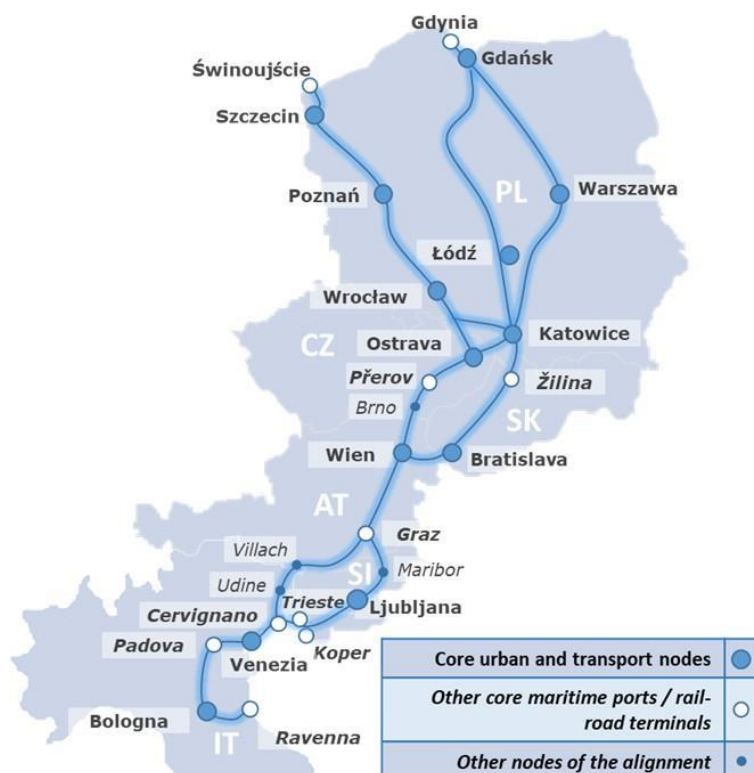 Gdynia
Gdańsk
Świnoujście
Szczecin
Poznań
PL
Warszawa
Łódź
Wrocław
Katowice
Ostrava
CZ
Přerov
Žilina
Brno
SK
Wien
Bratislava
AT
Graz
Villach
SI
Maribor
Udine
Trieste
Ljubljana
Cervignano
Padova
Koper
Venezia
Bologna
Ravenna
IT
Core urban and transport nodes
Other core maritime ports / rail-
road terminals
Other nodes of the alignment